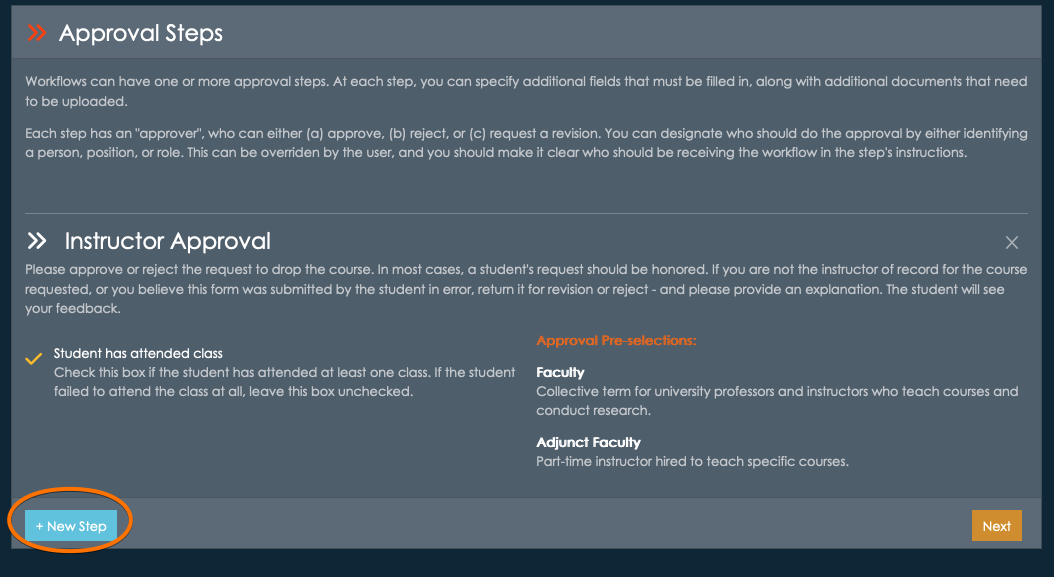 Approval Steps
Workflows can have one or more approval steps. At each step, you can specify additional fields that must be filled in, along with additional documents that need
to be uploaded.
Each step has an "approver", who can either (a) approve, (b) reject, or (c) request a revision. You can designate who should do the approval by either identifying
a person, position, or role. This can be overriden by the user, and you should make it clear who should be receiving the workflow in the step's instructions.
Instructor Approval
Please approve or reject the request to drop the course. In most cases, a student's request should be honored. If you are not the instructor of record for the course
requested, or you believe this form was submitted by the student in error, return it for revision or reject - and please provide an explanation. The student will see
your feedback.
Student has attended class
Check this box if the student has attended at least one class. If the student
failed to attend the class at all, leave this box unchecked.
Approval Pre-selections:
Faculty
Collective term for university professors and instructors who teach courses and
conduct research.
Adjunct Faculty
Part-time instructor hired to teach specific courses.
+ New Step
Next